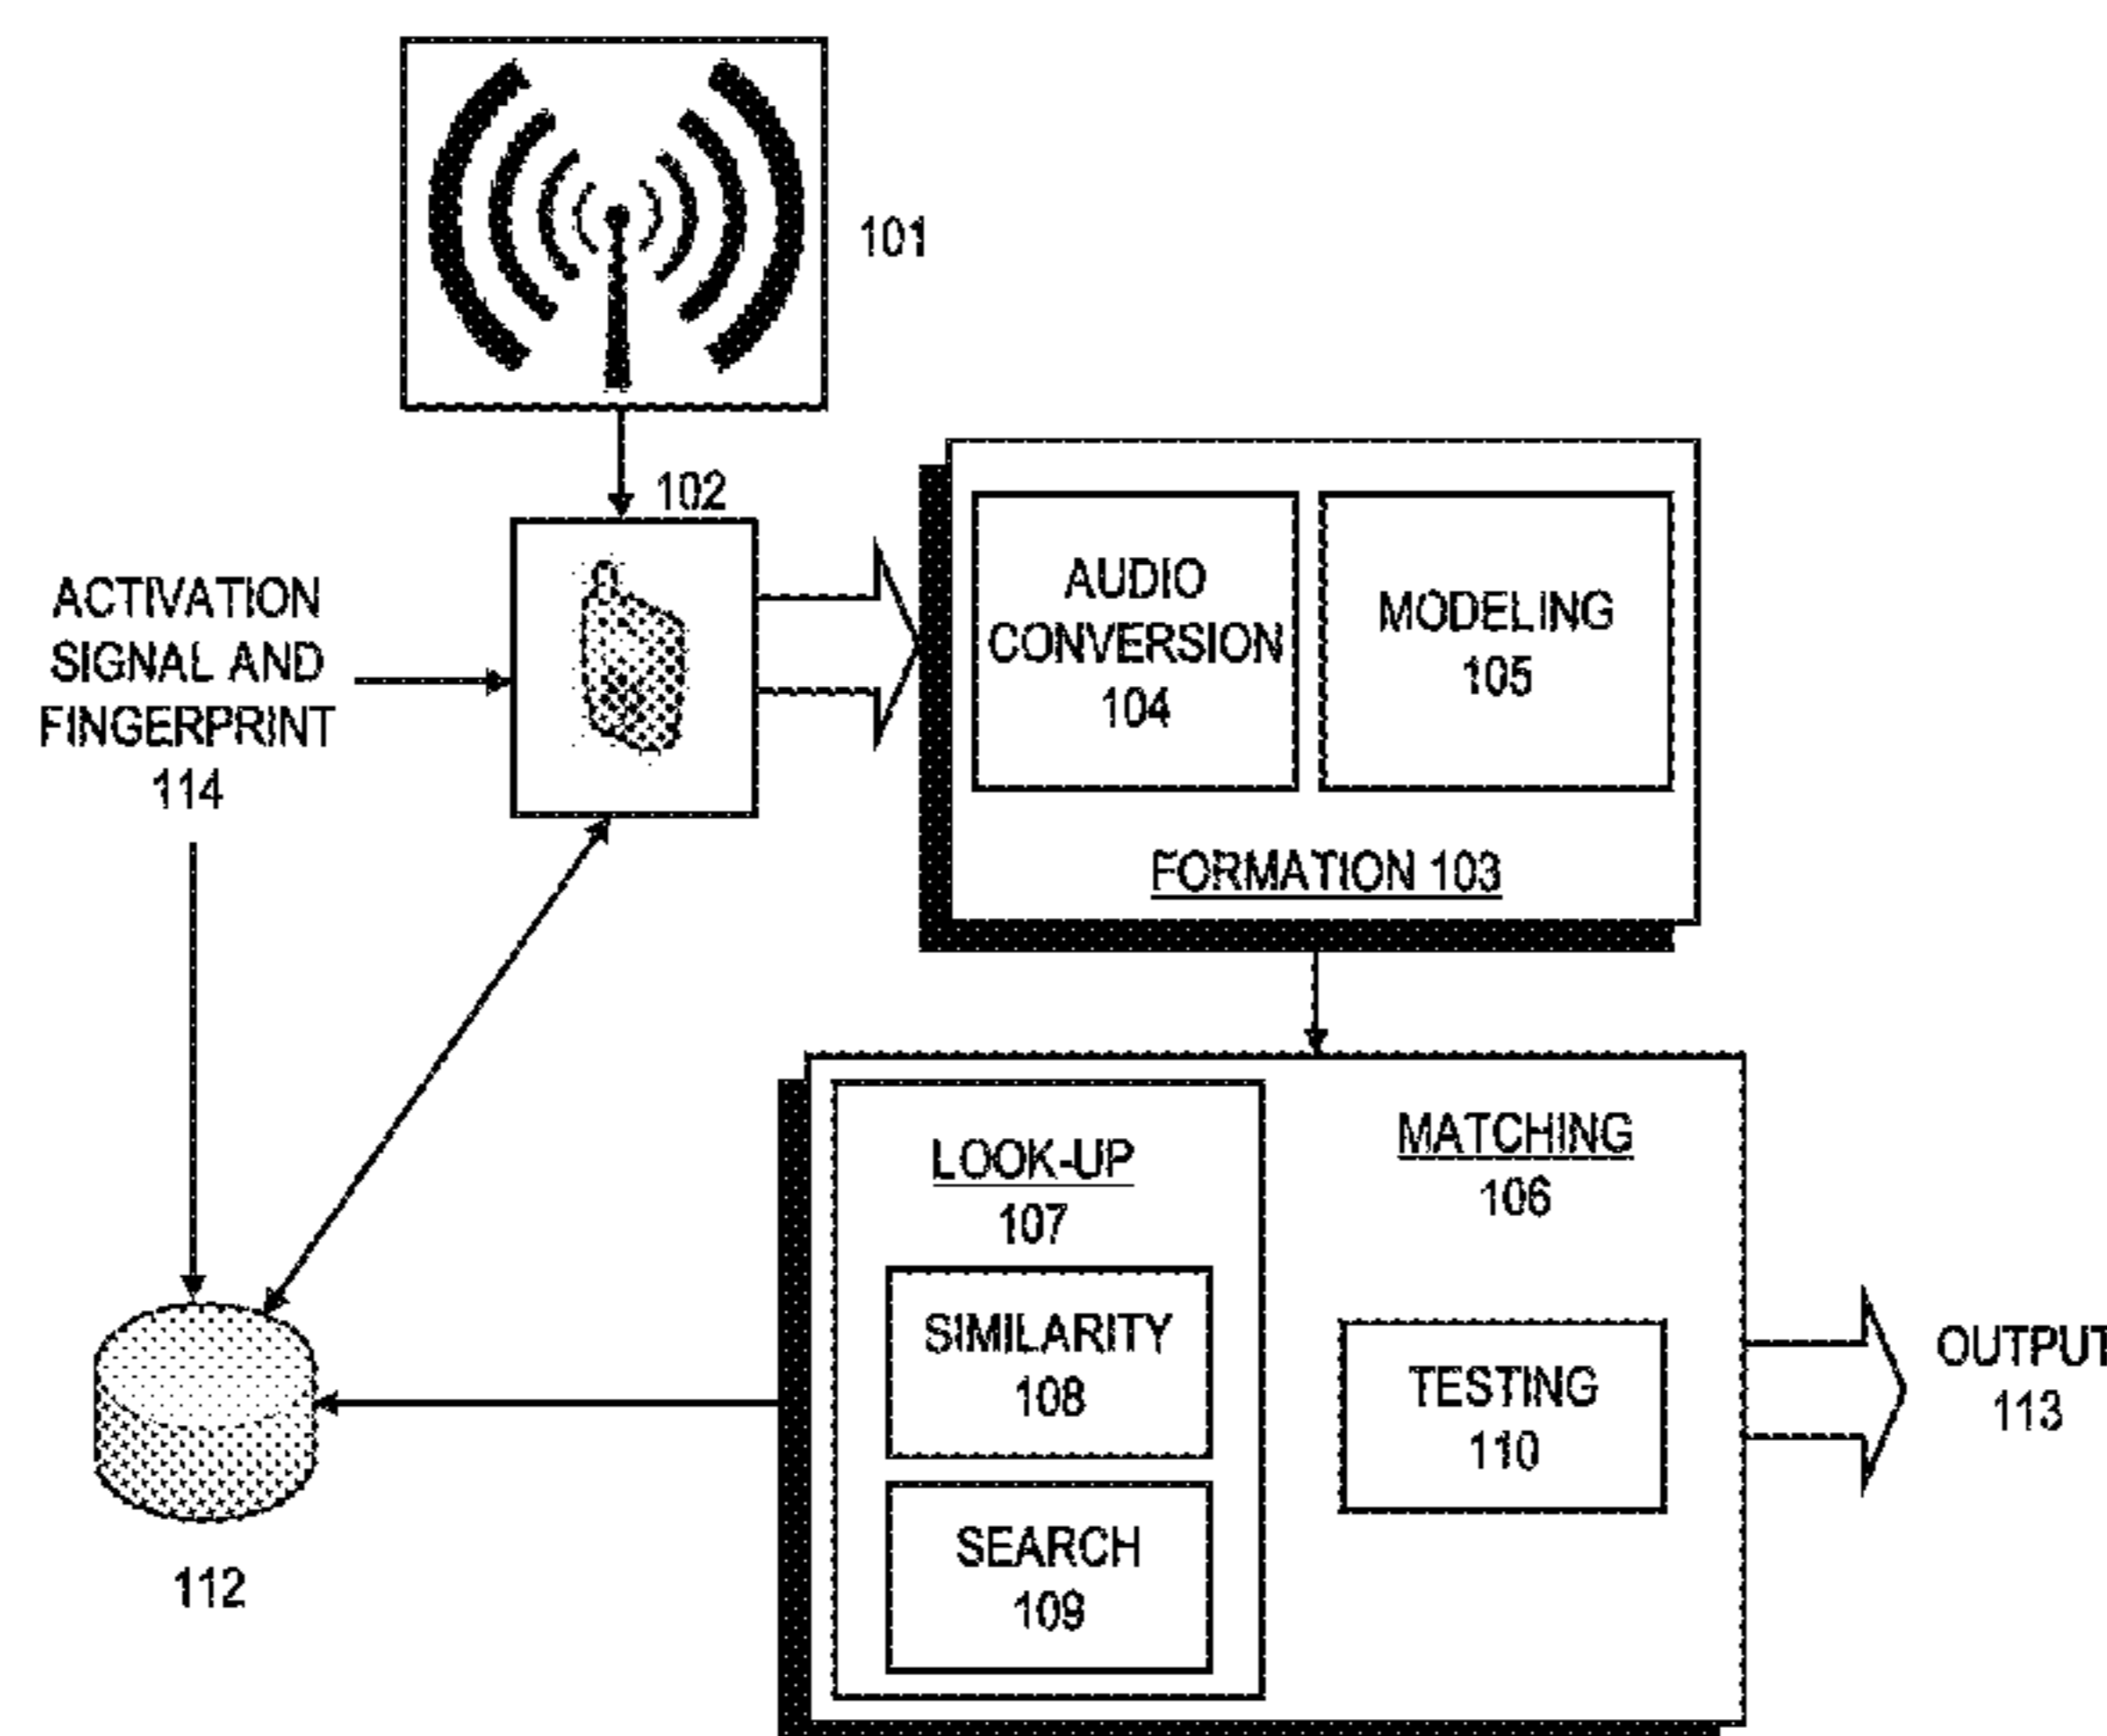 101
102
ACTIVATION
SIGNAL AND
FINGERPRINT
114
AUDIO
CONVERSION
104
MODELING
105
FORMATION 103
LOOK-UP
107
MATCHING
106
SIMILARITY
108
SEARCH
109
TESTING
110
OUTPUT
113
112